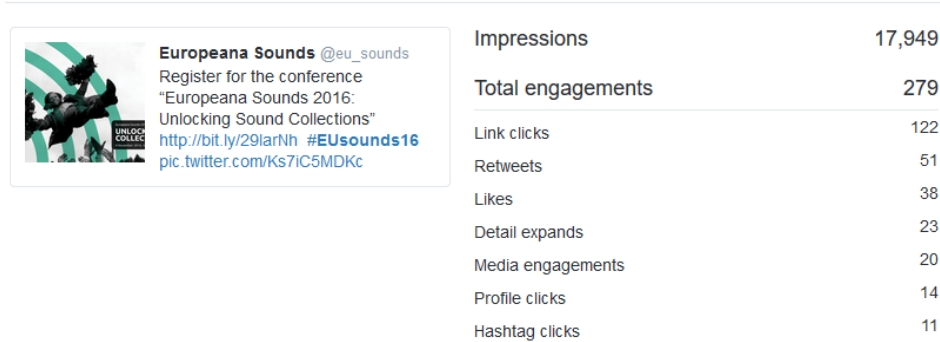 Europeana Sounds @eu_sounds
Register for the conference
“Europeana Sounds 2016:
Unlocking Sound Collections”
http://bit.ly/29larNh #EUsounds16
pic.twitter.com/Ks7iC5MDKc
UNLOCK
COLLEC
Impressions 17,949
Total engagements 279
Link clicks 122
Retweets 51
Likes 38
Detail expands 23
Media engagements 20
Profile clicks 14
Hashtag clicks 11